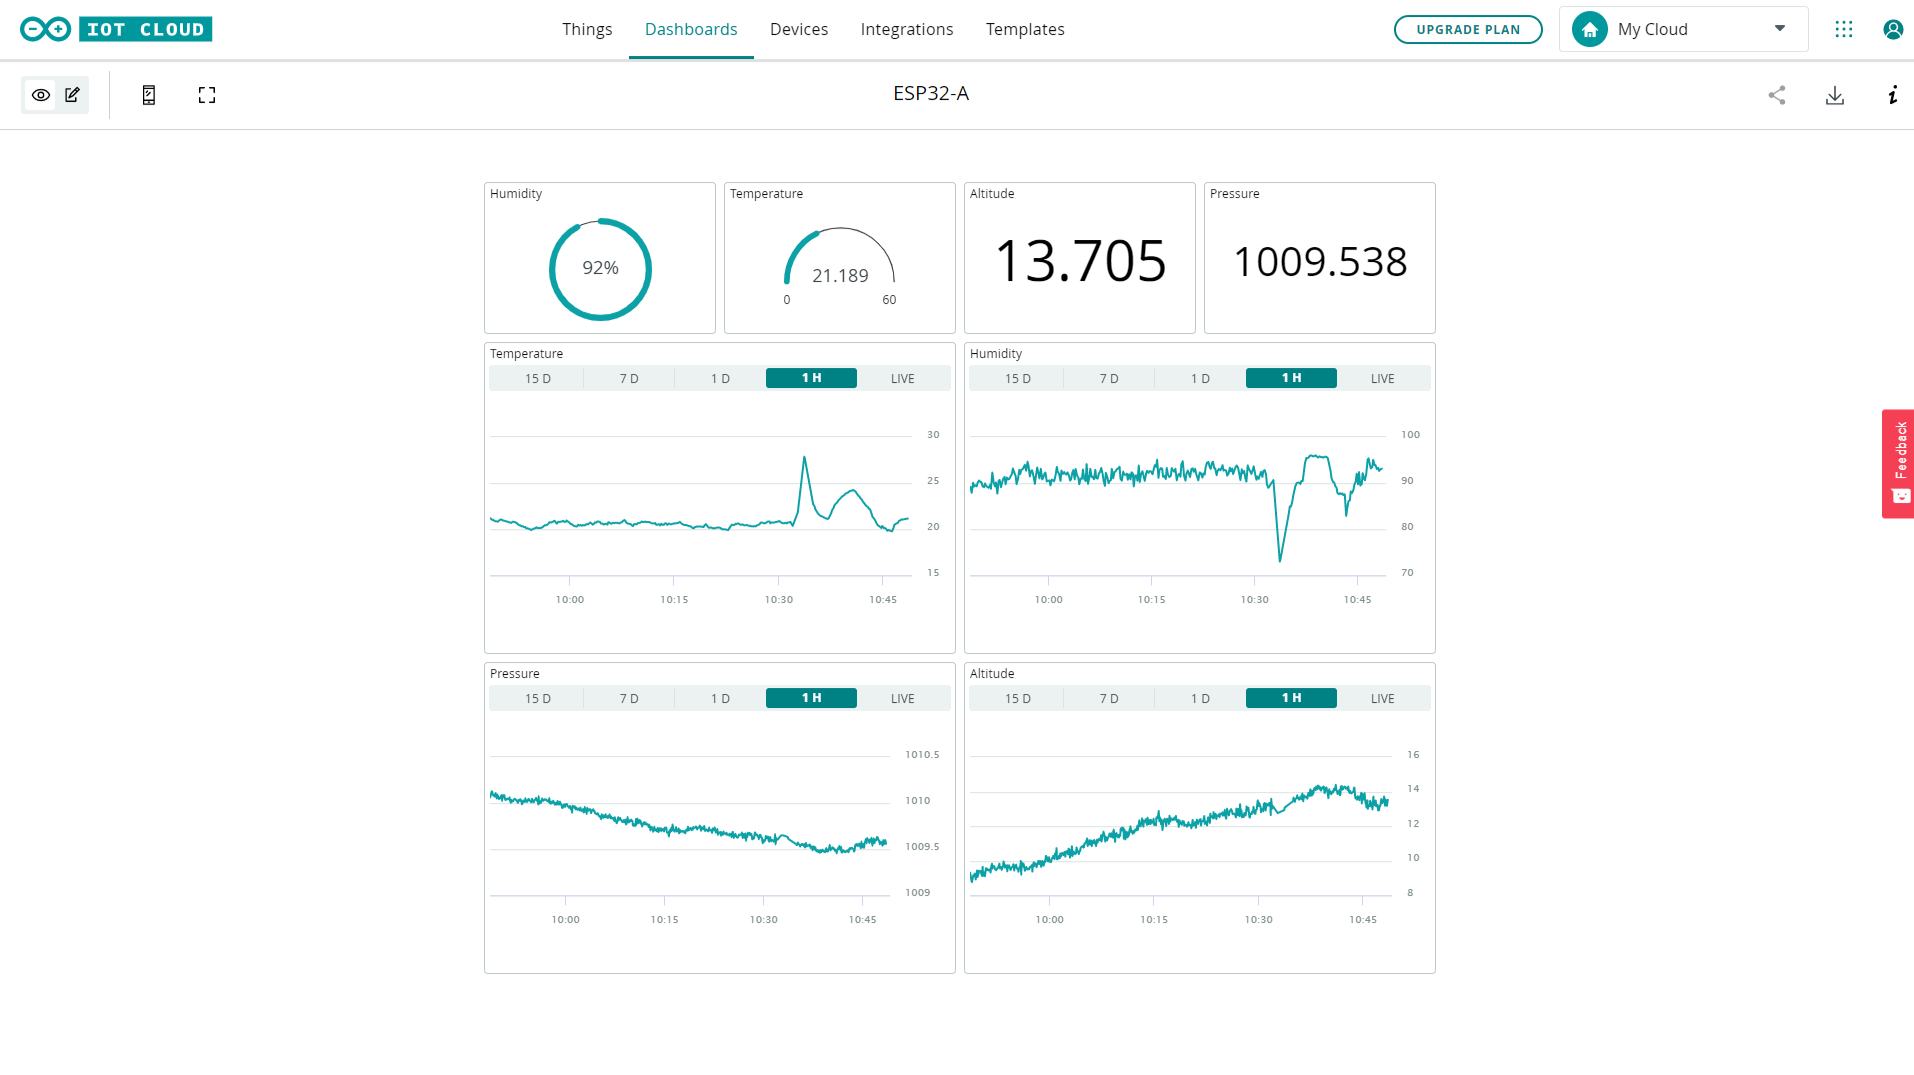 IOT CLOUD
Things Dashboards Devices Integrations Templates
UPGRADE PLAN
My Cloud
ESP32-A
Humidity
92%
Temperature
21.189
0 60
Altitude
13.705
Pressure
1009.538
Temperature
15 D 7 D 1 D 1 H LIVE
30
25
20
15
10:00 10:15 10:30 10:45
Humidity
15 D 7 D 1 D 1 H LIVE
100
90
80
70
10:00 10:15 10:30 10:45
Pressure
15 D 7 D 1 D 1 H LIVE
1010.5
1010
1009.5
1009
10:00 10:15 10:30 10:45
Altitude
15 D 7 D 1 D 1 H LIVE
16
14
12
10
8
10:00 10:15 10:30 10:45
Feedback